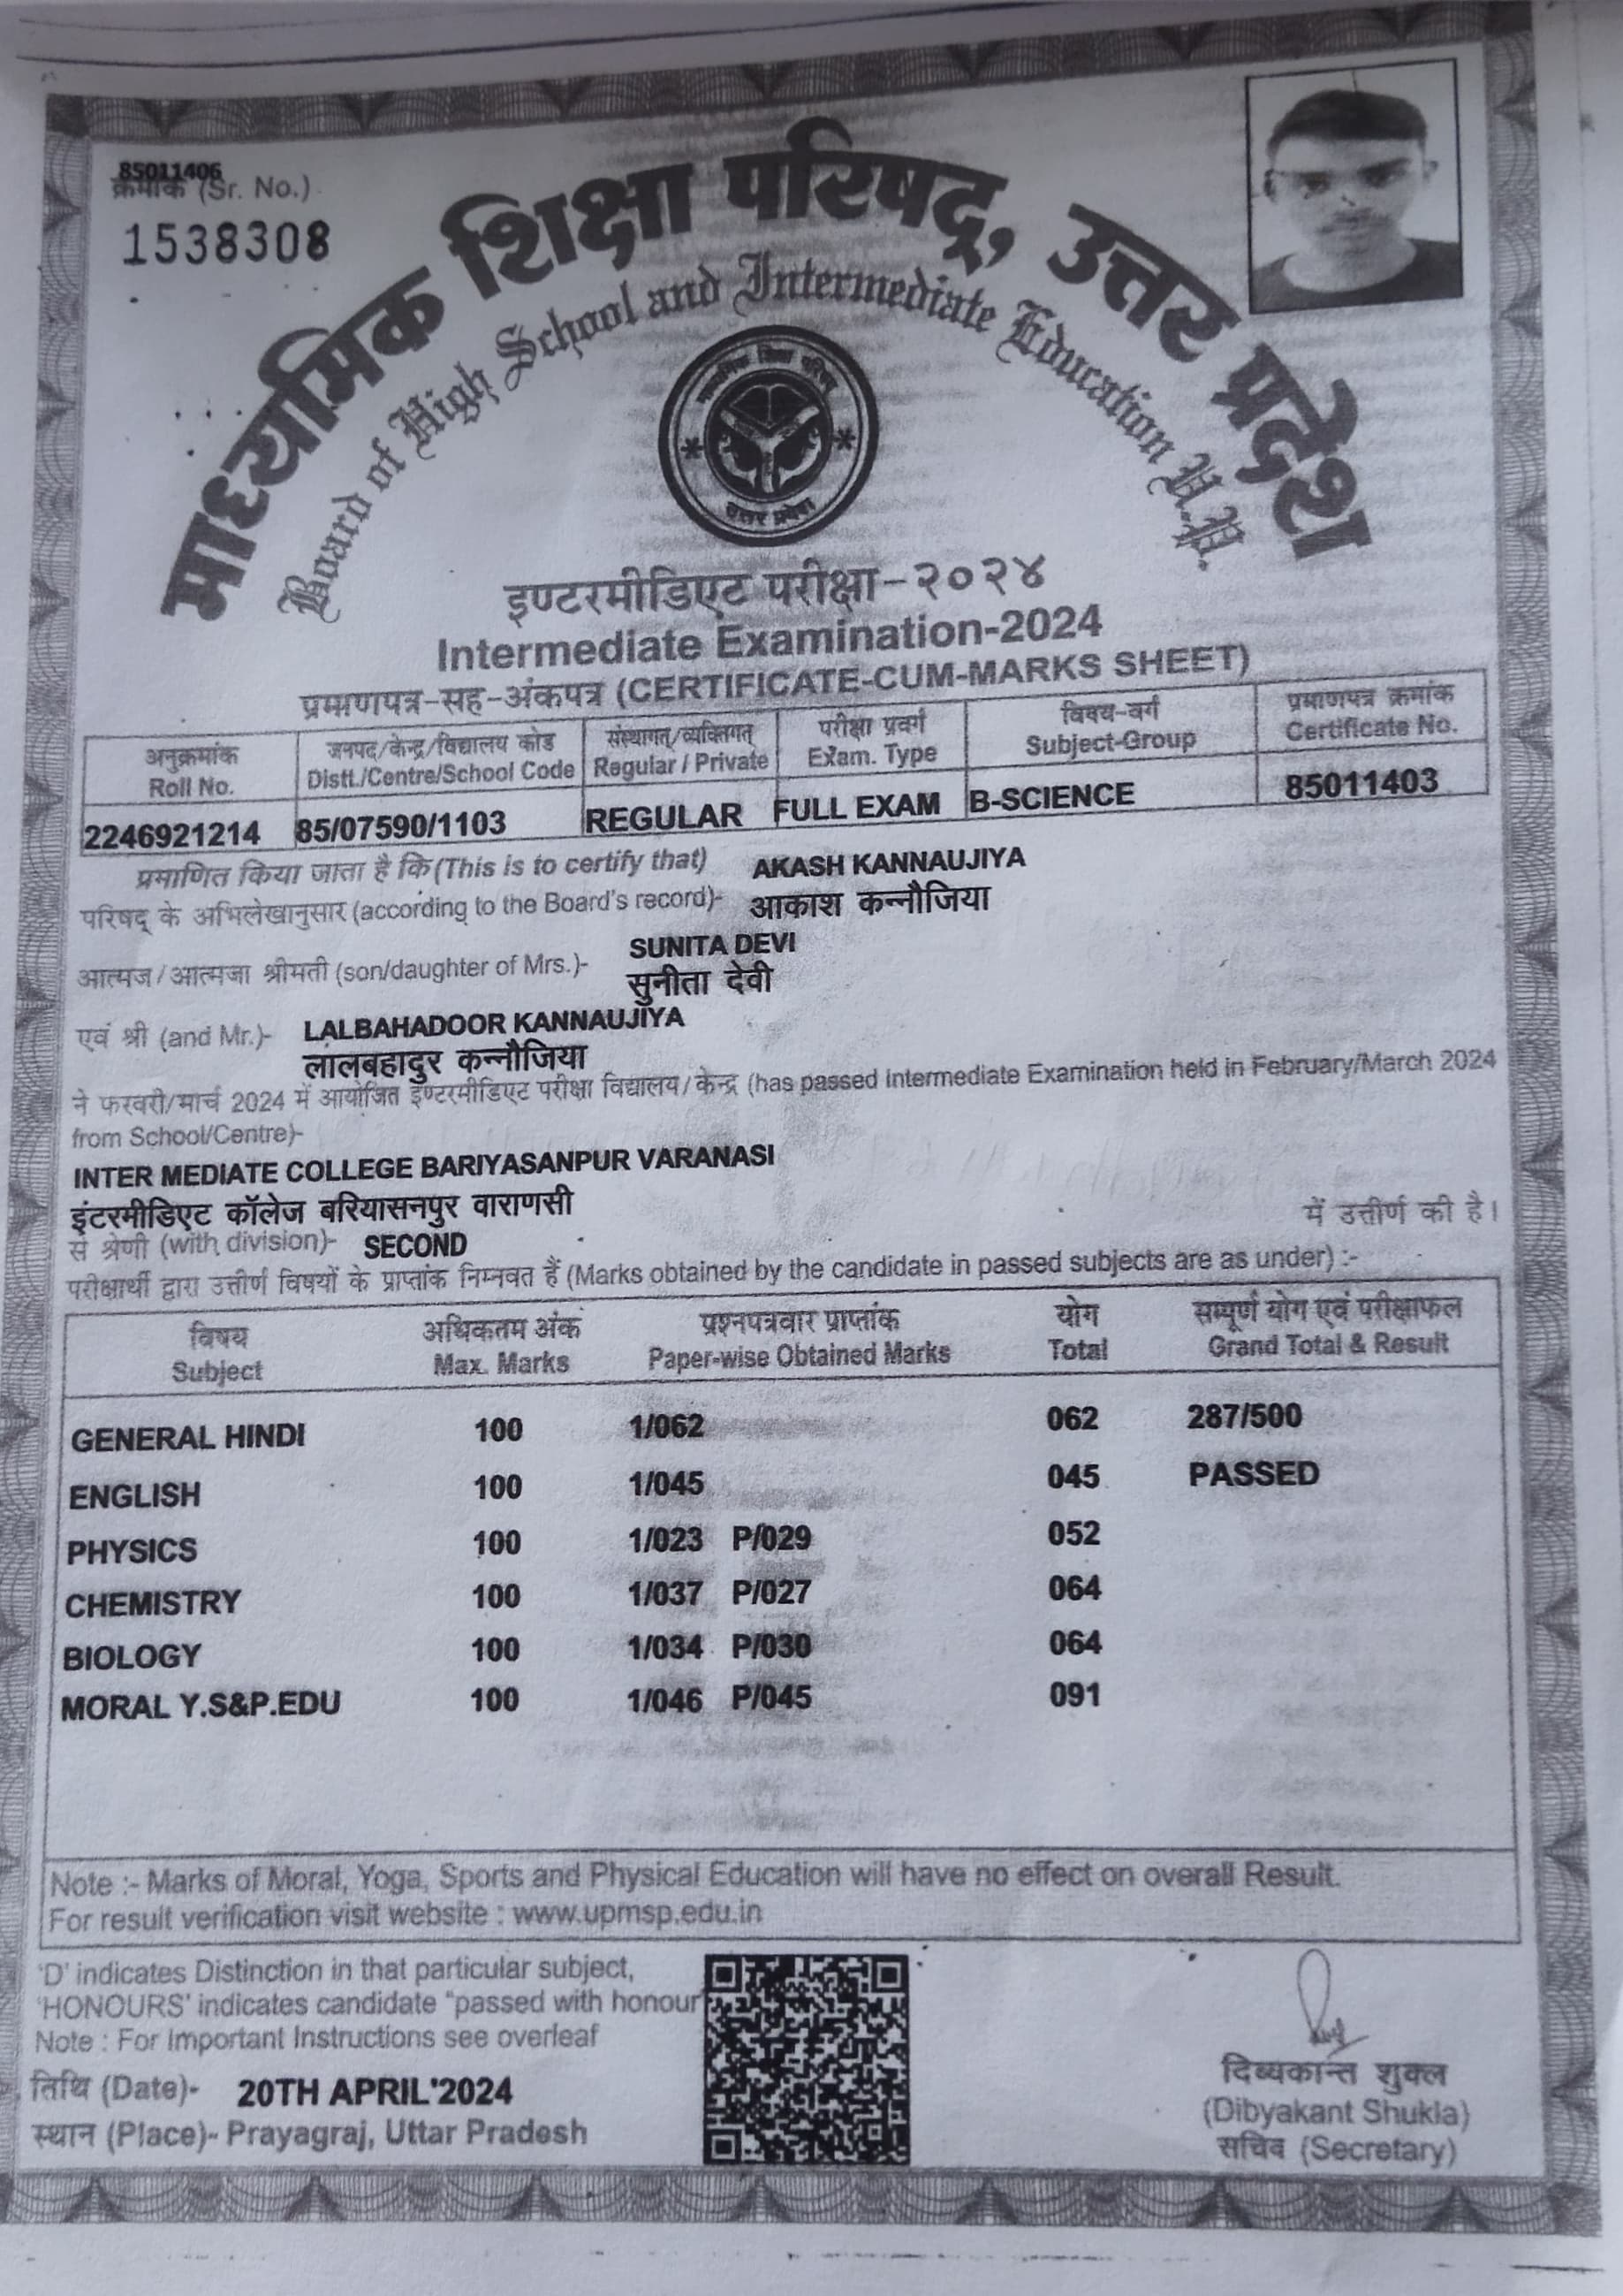 85011406
क्रमांक (Sr. No.)
1538308
माध्यमिक शिक्षा परिषद्, उत्तर प्रदेश
Board of High School and Intermediate Education U.P.
माध्यमिक शिक्षा परिषद्
उत्तर प्रदेश
इण्टरमीडिएट परीक्षा-२०२४
Intermediate Examination-2024
प्रमाणपत्र-सह-अंकपत्र (CERTIFICATE-CUM-MARKS SHEET)
अनुक्रमांक जनपद/केन्द्र/विद्यालय कोड संस्थागत्/व्यक्तिगत् परीक्षा प्रवर्ग विषय-वर्ग प्रमाणपत्र क्रमांक
Roll No. Distt./Centre/School Code Regular / Private Exam. Type Subject-Group Certificate No.
2246921214 85/07590/1103 REGULAR FULL EXAM B-SCIENCE 85011403
प्रमाणित किया जाता है कि (This is to certify that) AKASH KANNAUJIYA
परिषद् के अभिलेखानुसार (according to the Board's record)- आकाश कन्नौजिया
SUNITA DEVI
आत्मज/आत्मजा श्रीमती (son/daughter of Mrs.)- सुनीता देवी
एवं श्री (and Mr.)- LALBAHADOOR KANNAUJIYA
लालबहादुर कन्नौजिया
ने फरवरी/मार्च 2024 में आयोजित इण्टरमीडिएट परीक्षा विद्यालय/केन्द्र (has passed Intermediate Examination held in February/March 2024
from School/Centre)-
INTER MEDIATE COLLEGE BARIYASANPUR VARANASI
इंटरमीडिएट कॉलेज बरियासनपुर वाराणसी में उत्तीर्ण की है।
से श्रेणी (with division)- SECOND
परीक्षार्थी द्वारा उत्तीर्ण विषयों के प्राप्तांक निम्नवत हैं (Marks obtained by the candidate in passed subjects are as under) :-
विषय अधिकतम अंक प्रश्नपत्रवार प्राप्तांक योग सम्पूर्ण योग एवं परीक्षाफल
Subject Max. Marks Paper-wise Obtained Marks Total Grand Total & Result
GENERAL HINDI 100 1/062 062 287/500
ENGLISH 100 1/045 045 PASSED
PHYSICS 100 1/023 P/029 052
CHEMISTRY 100 1/037 P/027 064
BIOLOGY 100 1/034 P/030 064
MORAL Y.S&P.EDU 100 1/046 P/045 091
Note :- Marks of Moral, Yoga, Sports and Physical Education will have no effect on overall Result.
For result verification visit website : www.upmsp.edu.in
'D' indicates Distinction in that particular subject,
'HONOURS' indicates candidate "passed with honour
Note : For Important Instructions see overleaf
तिथि (Date)- 20TH APRIL'2024
स्थान (Place)- Prayagraj, Uttar Pradesh
दिव्यकान्त शुक्ल
(Dibyakant Shukla)
सचिव (Secretary)